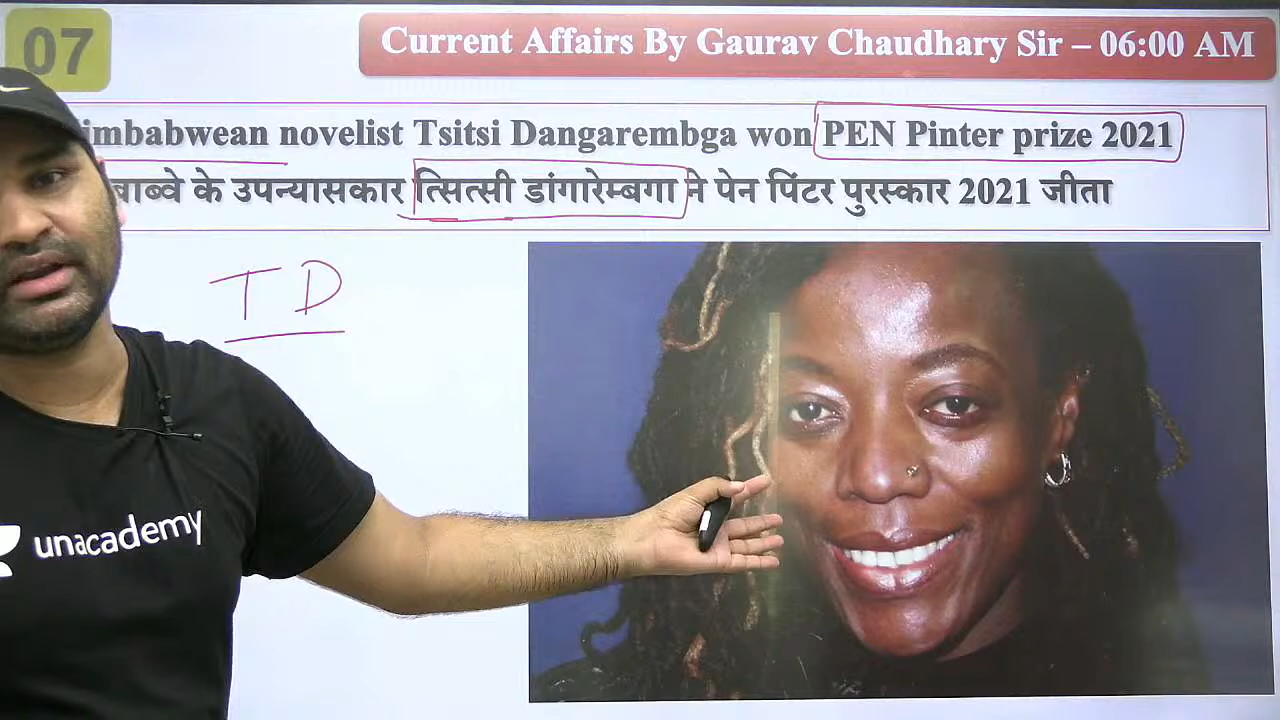 07
Current Affairs By Gaurav Chaudhary Sir – 06:00 AM
imbabwean novelist Tsitsi Dangarembga won PEN Pinter prize 2021
बाब्वे के उपन्यासकार त्सित्सी डांगारेम्बगा ने पेन पिंटर पुरस्कार 2021 जीता
TD
unacademy